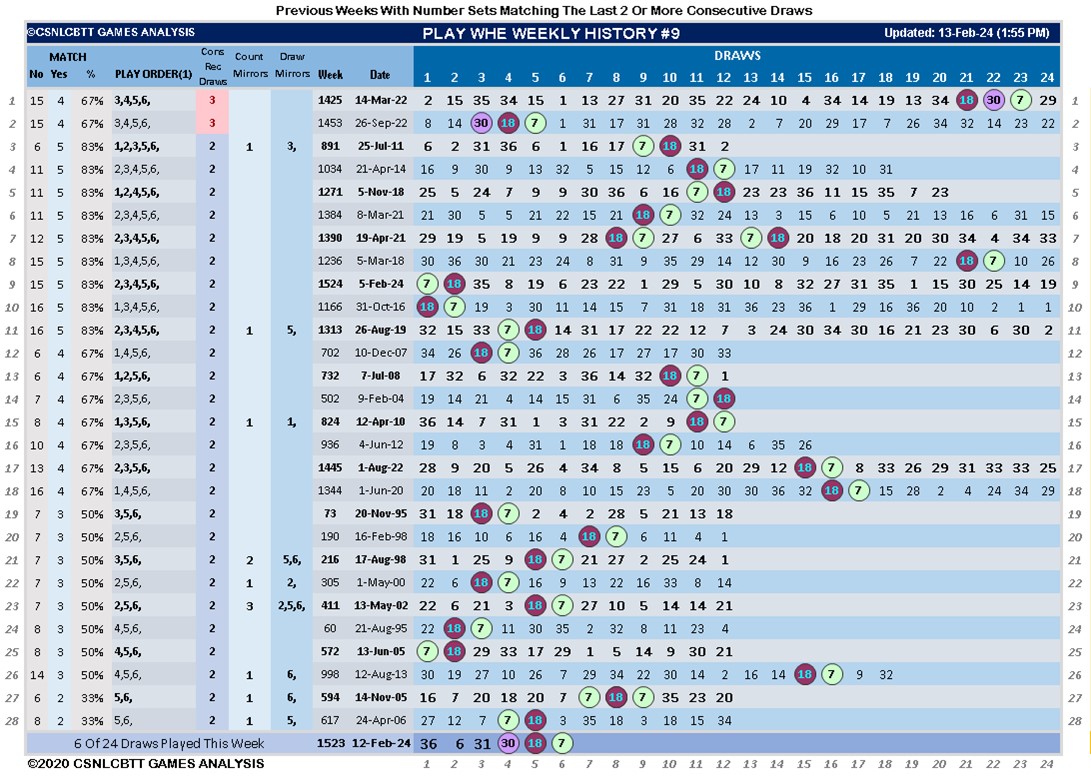 Previous Weeks With Number Sets Matching The Last 2 Or More Consecutive Draws
©CSNLCBTT GAMES ANALYSIS PLAY WHE WEEKLY HISTORY #9 Updated: 13-Feb-24 (1:55 PM)
MATCH Cons Rec Draws Count Mirrors Draw Mirrors DRAWS
No Yes % PLAY ORDER(1) Week Date 1 2 3 4 5 6 7 8 9 10 11 12 13 14 15 16 17 18 19 20 21 22 23 24
1 15 4 67% 3,4,5,6, 3 1425 14-Mar-22 2 15 35 34 15 1 13 27 31 20 35 22 24 10 4 34 14 19 13 34 18 30 7 29 1
2 15 4 67% 3,4,5,6, 3 1453 26-Sep-22 8 14 30 18 7 1 31 17 31 28 32 28 2 7 20 29 14 7 26 34 32 14 23 22 2
3 6 5 83% 1,2,3,5,6, 2 1 3, 891 25-Jul-11 6 2 31 36 6 1 16 17 7 18 31 2 3
4 11 5 83% 2,3,4,5,6, 2 1034 21-Apr-14 16 9 30 9 13 32 5 15 12 6 18 7 17 11 19 32 10 31 4
5 11 5 83% 1,2,4,5,6, 2 1271 5-Nov-18 25 5 24 7 9 9 30 36 6 16 7 18 23 23 36 11 15 35 7 20 5
6 11 5 83% 2,3,4,5,6, 2 1384 8-Mar-21 21 30 5 5 21 22 15 21 18 7 32 24 13 3 15 6 10 5 21 13 16 6 31 15 6
7 12 5 83% 2,3,4,5,6, 2 1390 19-Apr-21 29 19 5 19 9 9 28 18 7 27 6 33 7 18 20 18 20 31 20 30 34 4 34 33 7
8 15 5 83% 1,3,4,5,6, 2 1236 5-Mar-18 30 36 30 21 23 24 8 31 9 35 29 14 12 30 9 16 23 26 7 22 18 7 10 26 8
9 15 5 83% 2,3,4,5,6, 2 1524 5-Feb-24 7 18 35 8 19 6 23 22 1 29 5 30 10 8 32 27 31 35 1 15 30 25 14 19 9
10 16 5 83% 1,3,4,5,6, 2 1166 31-Oct-16 18 7 19 3 30 11 14 15 7 31 18 31 36 23 36 1 29 16 36 20 10 2 1 1 10
11 16 5 83% 2,3,4,5,6, 2 1 5, 1313 26-Aug-19 32 15 33 7 18 14 31 17 22 22 12 7 3 24 30 34 30 16 21 23 30 6 30 2 11
12 6 4 67% 1,4,5,6, 2 702 10-Dec-07 34 26 18 7 36 28 26 17 27 17 30 33 12
13 6 4 67% 1,2,5,6, 2 732 7-Jul-08 17 32 6 32 22 3 36 14 32 18 7 1 13
14 7 4 67% 2,3,5,6, 2 502 9-Feb-04 19 14 21 4 14 15 31 6 35 24 7 18 14
15 8 4 67% 1,3,5,6, 2 1 1, 824 12-Apr-10 36 14 7 31 1 3 31 22 2 9 18 7 15
16 10 4 67% 2,3,5,6, 2 936 4-Jun-12 19 8 3 4 31 1 18 18 18 7 10 14 6 35 26 16
17 13 4 67% 2,3,5,6, 2 1445 1-Aug-22 28 9 20 5 26 4 34 8 5 15 6 20 29 12 18 7 8 33 26 29 31 33 33 25 17
18 16 4 67% 1,4,5,6, 2 1344 1-Jun-20 20 18 11 2 20 10 15 23 5 20 30 30 36 32 18 7 15 28 2 4 24 34 29 18
19 7 3 50% 3,5,6, 2 73 20-Nov-95 31 18 18 7 2 4 2 28 5 21 13 18 19
20 7 3 50% 2,5,6, 2 190 16-Feb-98 18 16 10 6 16 4 18 7 6 11 4 1 20
21 7 3 50% 3,5,6, 2 2 5,6, 216 17-Aug-98 31 1 25 9 18 7 21 27 2 25 24 1 21
22 7 3 50% 2,5,6, 2 1 2, 305 1-May-00 22 6 18 7 16 9 13 22 16 33 8 14 22
23 7 3 50% 2,5,6, 2 3 2,5,6, 411 13-May-02 22 6 21 3 18 7 27 10 5 14 14 21 23
24 8 3 50% 4,5,6, 2 60 21-Aug-95 22 18 7 11 30 35 2 32 8 11 23 4 24
25 8 3 50% 4,5,6, 2 572 13-Jun-05 7 18 29 33 17 29 1 5 14 9 30 21 25
26 14 3 50% 4,5,6, 2 1 6, 998 12-Aug-13 30 19 27 10 26 7 29 34 22 30 14 2 16 14 18 7 9 32 26
27 6 2 33% 5,6, 2 1 6, 594 14-Nov-05 16 7 20 18 20 7 7 18 7 35 23 20 27
28 8 2 33% 5,6, 2 1 5, 617 24-Apr-06 27 12 7 7 18 3 35 18 3 18 15 34 28
6 Of 24 Draws Played This Week 1523 12-Feb-24 36 6 31 30 18 7
©2020 CSNLCBTT GAMES ANALYSIS 1 2 3 4 5 6 7 8 9 10 11 12 13 14 15 16 17 18 19 20 21 22 23 24